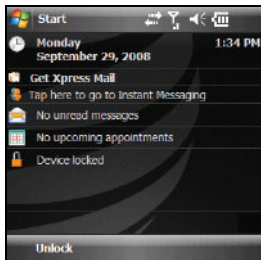 Start
Monday 1:34 PM
September 29, 2008
Get Xpress Mail
Tap here to go to Instant Messaging
No unread messages
No upcoming appointments
Device locked
Unlock